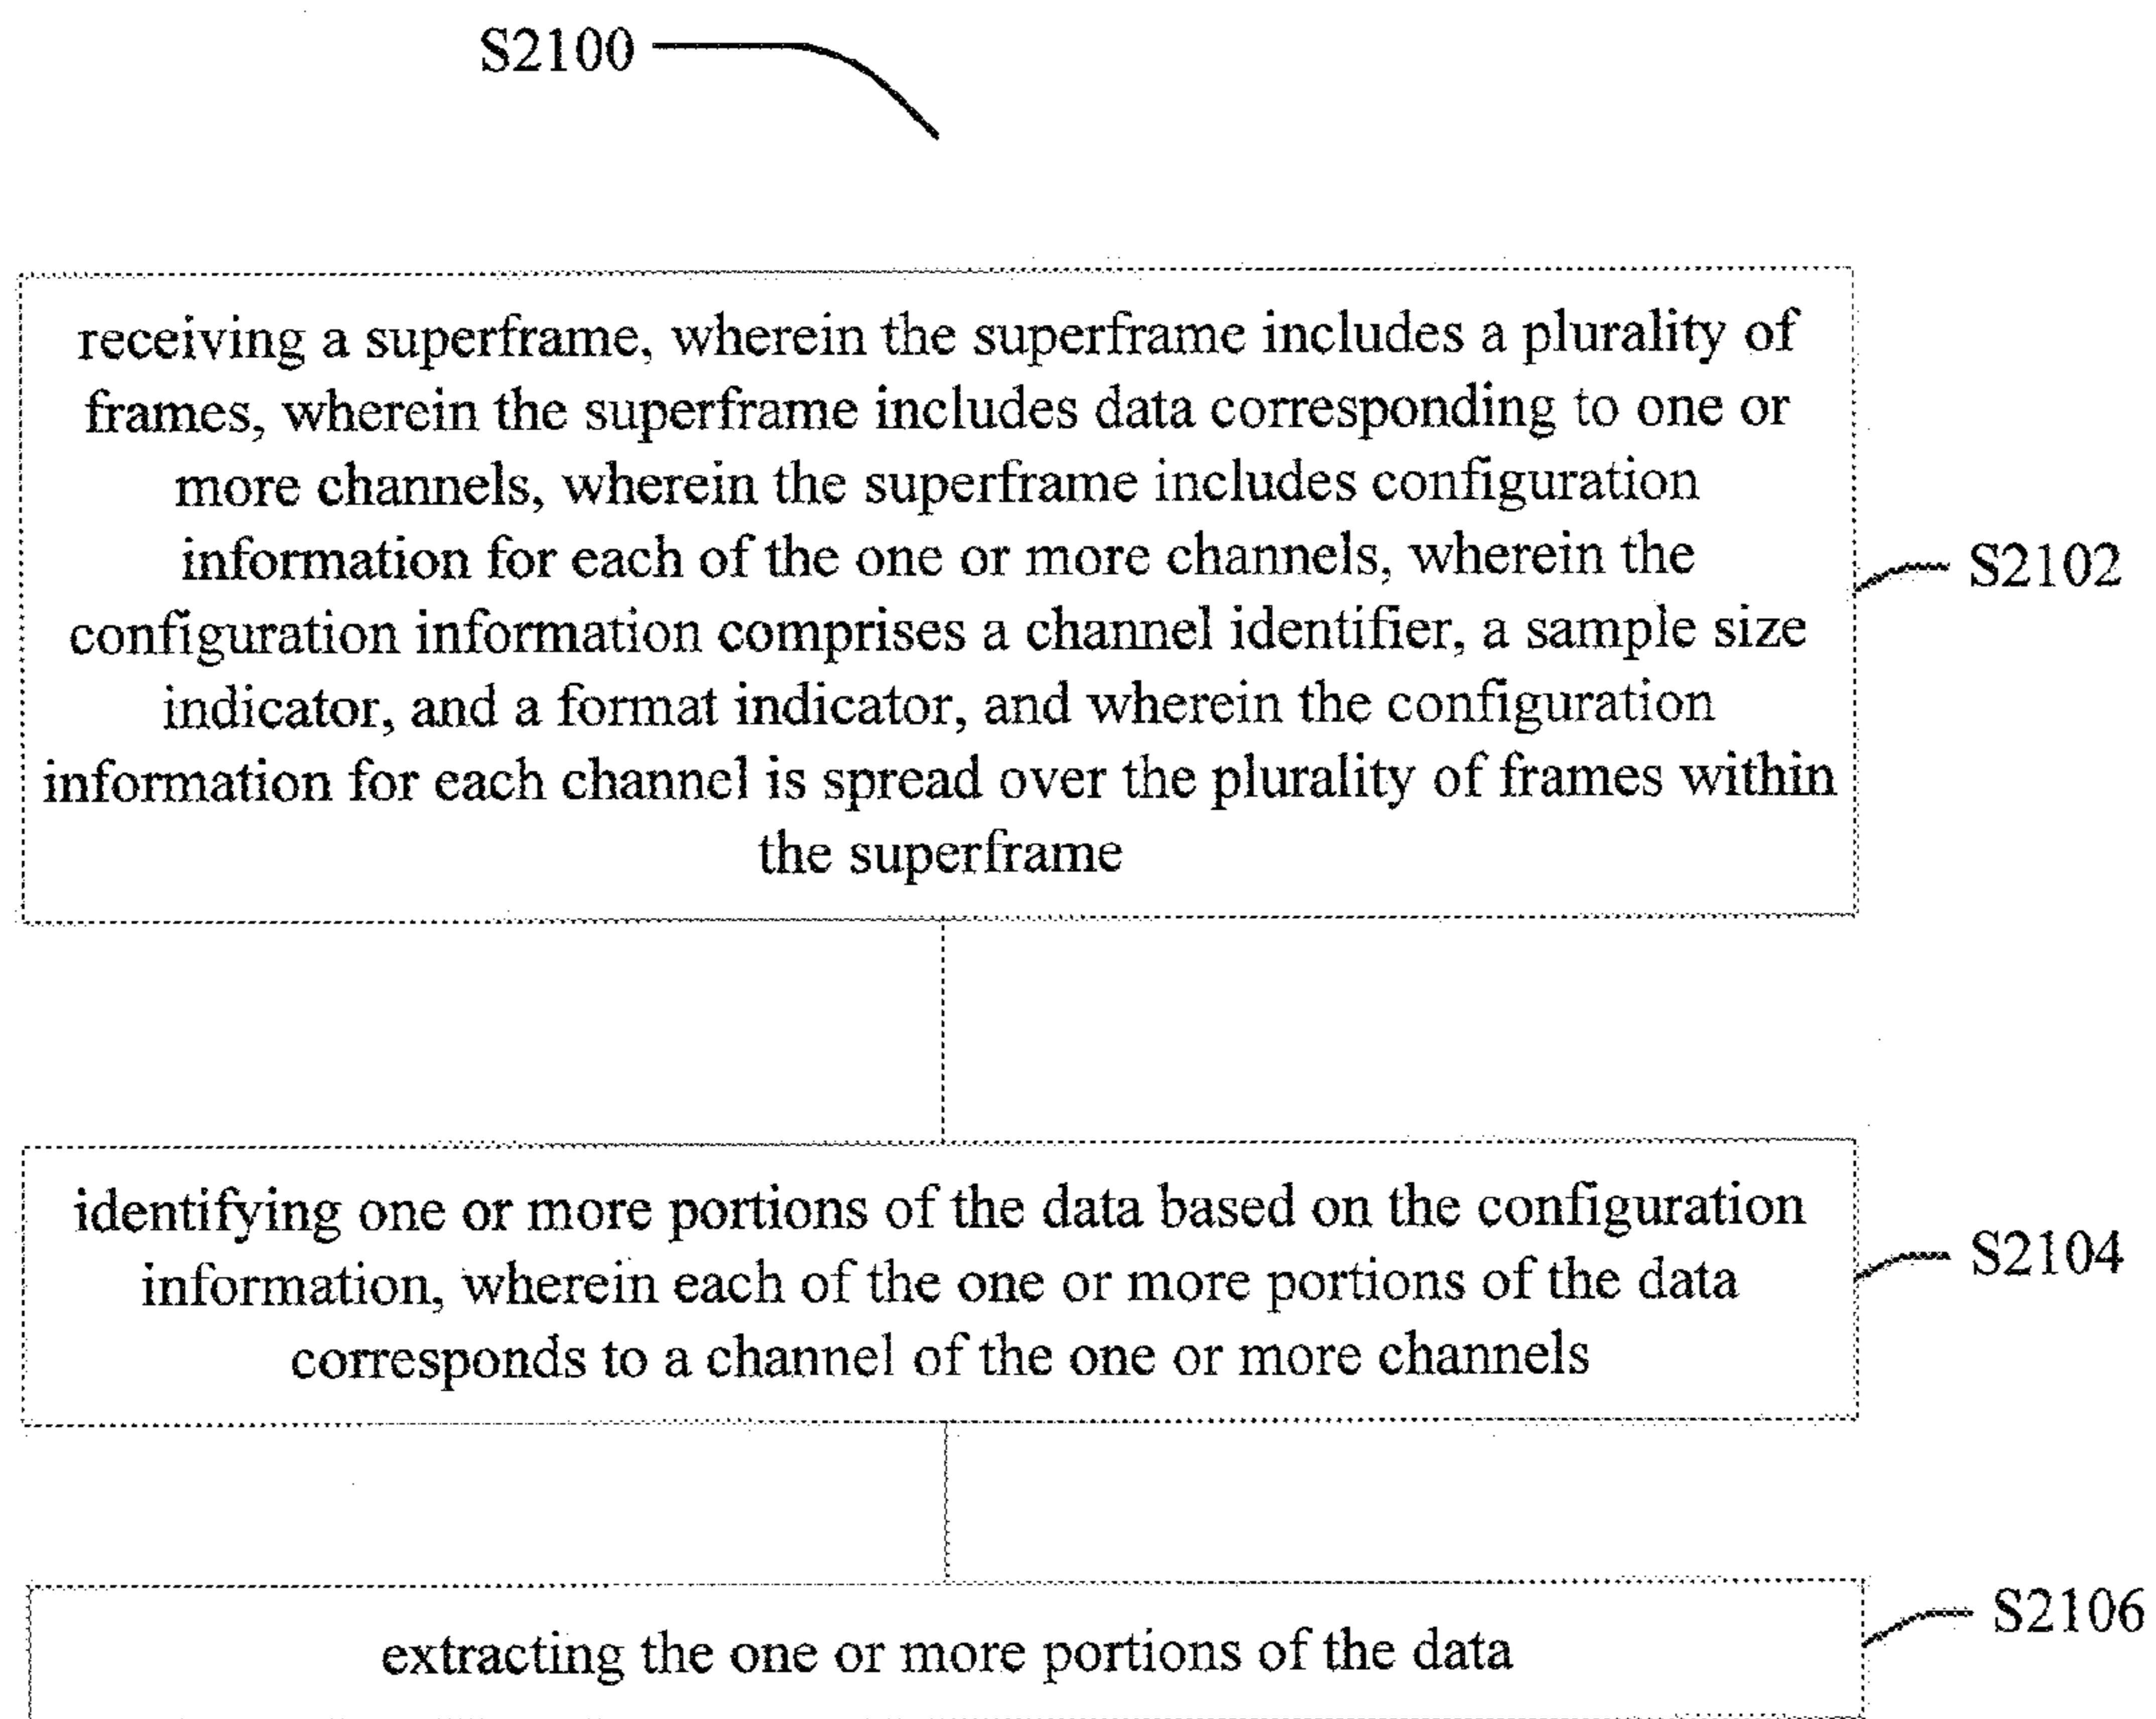 S2100
receiving a superframe, wherein the superframe includes a plurality of
frames, wherein the superframe includes data corresponding to one or
more channels, wherein the superframe includes configuration
information for each of the one or more channels, wherein the
configuration information comprises a channel identifier, a sample size
indicator, and a format indicator, and wherein the configuration
information for each channel is spread over the plurality of frames within
the superframe
S2102
identifying one or more portions of the data based on the configuration
information, wherein each of the one or more portions of the data
corresponds to a channel of the one or more channels
S2104
extracting the one or more portions of the data
S2106